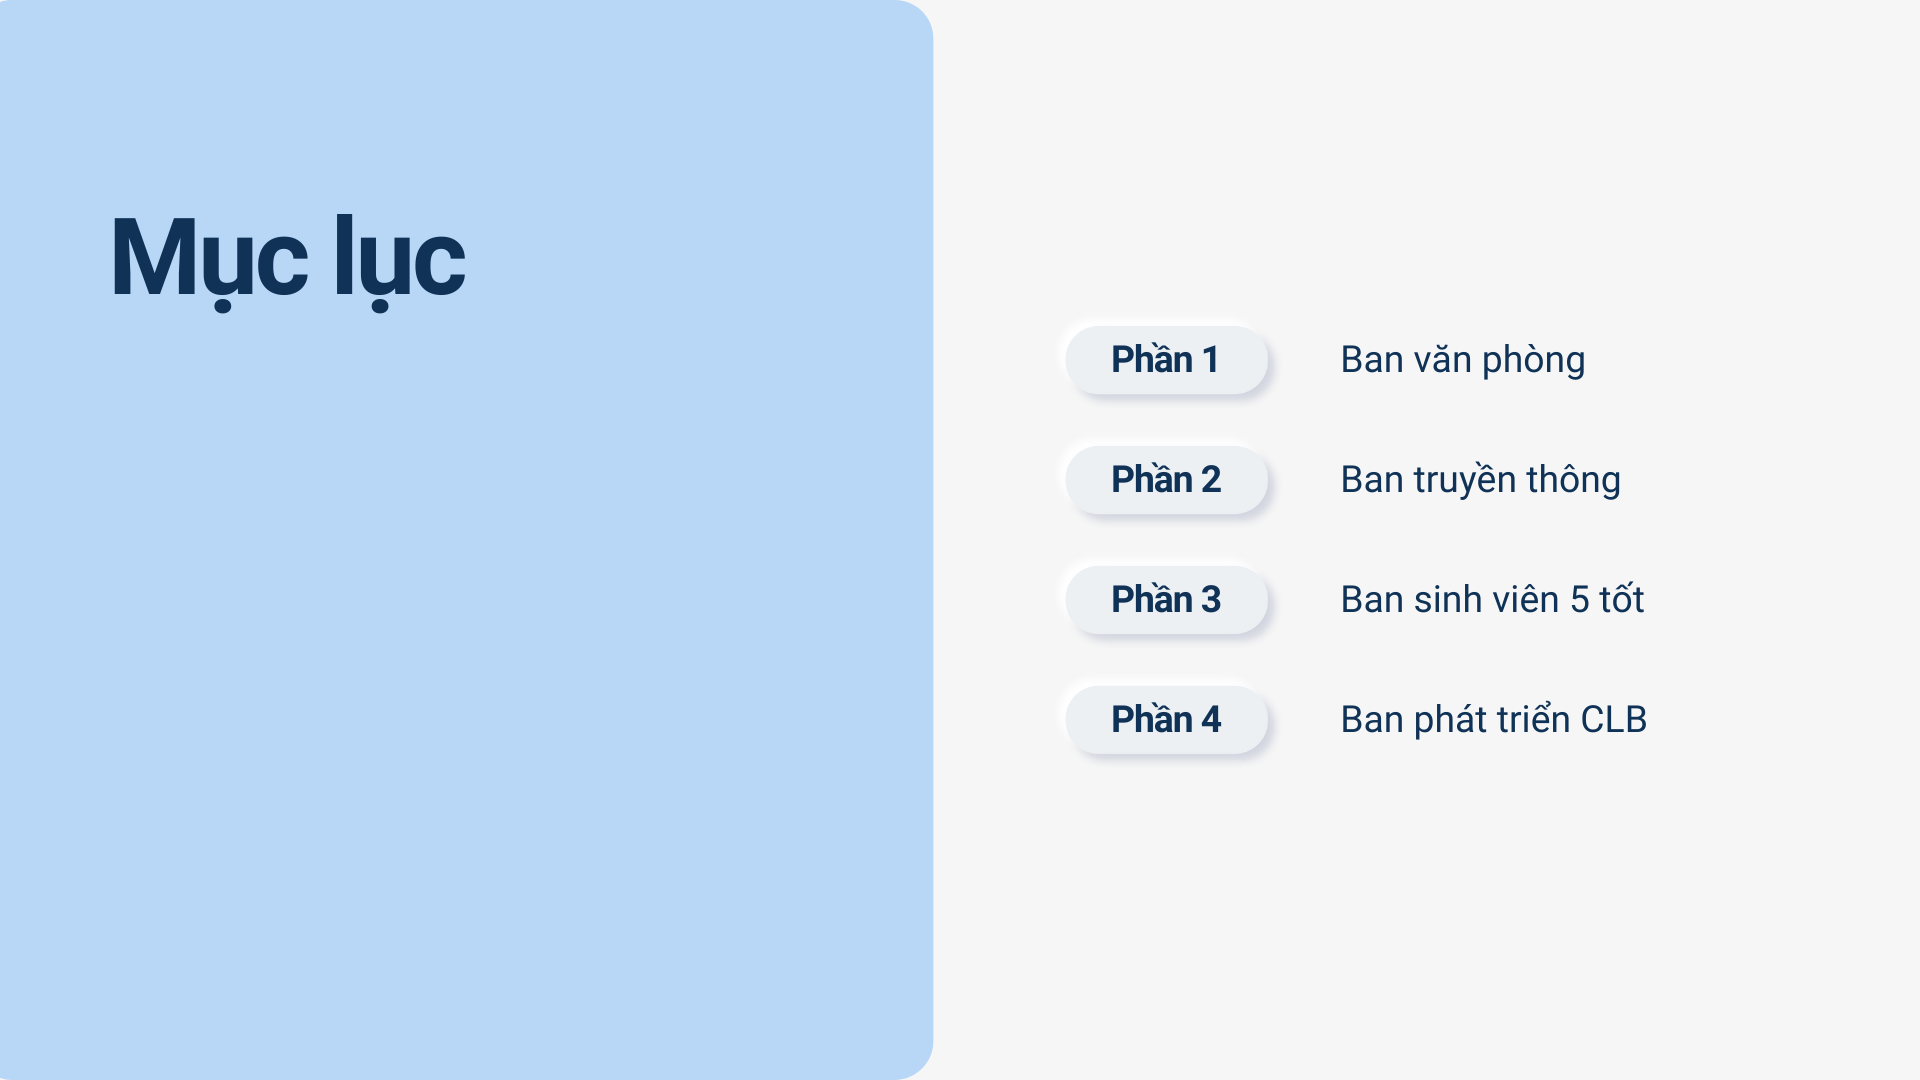 Mục lục
Phần 1 Ban văn phòng
Phần 2 Ban truyền thông
Phần 3 Ban sinh viên 5 tốt
Phần 4 Ban phát triển CLB